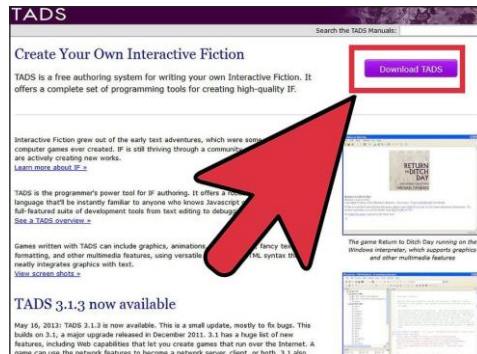 TADS
Search the TADS Manuals:
Create Your Own Interactive Fiction
Download TADS
TADS is a free authoring system for writing your own Interactive Fiction. It
offers a complete set of programming tools for creating high-quality IF.
Interactive Fiction grew out of the early text adventures, which were some
computer games ever created. IF is still thriving through a community
are actively creating new works.
Learn more about IF »
TADS is the programmer's power tool for IF authoring. It offers a
language that'll be instantly familiar to anyone who knows Javascript
full-featured suite of development tools from text editing to
See a TADS overview »
RETURN
TO DITCH
DAY
Games written with TADS can include graphics, animations, fancy
formatting, and other multimedia features, using versatile HTML syntax
neatly integrates graphics with text.
View screen shots »
The game Return to Ditch Day running on the
Windows interpreter, which supports graphics
and other multimedia features
TADS 3.1.3 now available
May 16, 2013: TADS 3.1.3 is now available. This is a small update, mostly to fix bugs. This
builds on 3.1, a major upgrade released in December 2011. 3.1 has a huge list of new
features, including Web capabilities that let you create games that run over the Internet. A
game can use the network features to become a network server, client, or both. 3.1 also